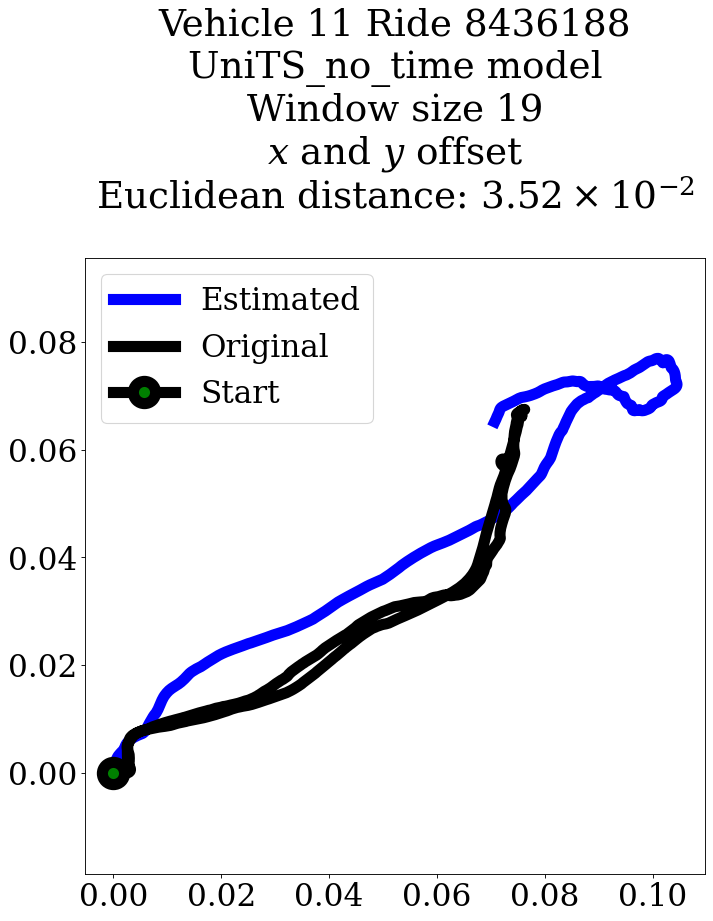 Vehicle 11 Ride 8436188
UniTS_no_time model
Window size 19
x and y offset
Euclidean distance: 3.52 × 10⁻²
Estimated
Original
Start
0.08
0.06
0.04
0.02
0.00
0.00 0.02 0.04 0.06 0.08 0.10